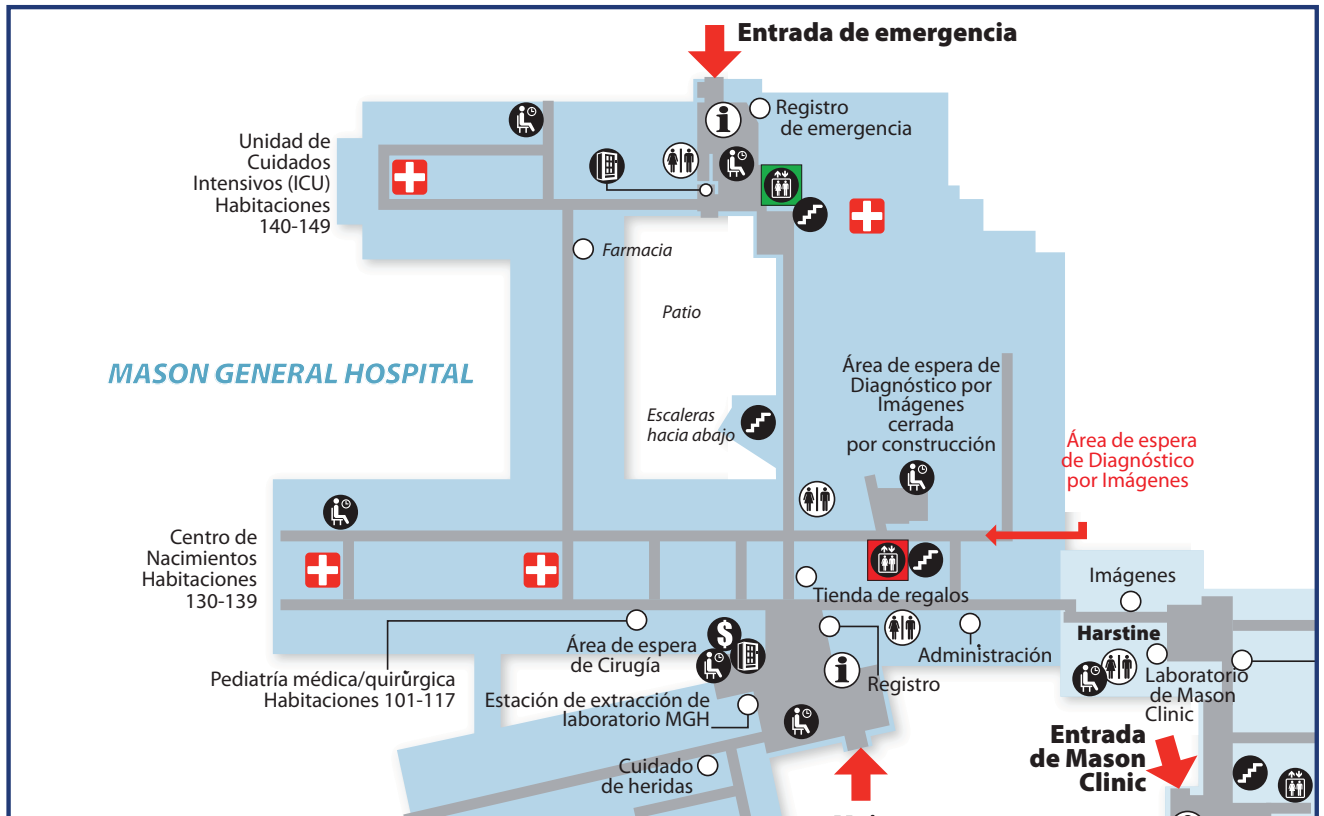 Entrada de emergencia
Registro
de emergencia
Unidad de
Cuidados
Intensivos (ICU)
Habitaciones
140-149
Farmacia
Patio
MASON GENERAL HOSPITAL
Área de espera de
Diagnóstico por
Imágenes
cerrada
por construcción
Escaleras
hacia abajo
Área de espera
de Diagnóstico
por Imágenes
Centro de
Nacimientos
Habitaciones
130-139
Imágenes
Tienda de regalos
Harstine
Área de espera
de Cirugía
$
Administración
Pediatría médica/quirürgica
Habitaciones 101-117
Registro
Laboratorio
de Mason
Clinic
Estación de extracción de
laboratorio MGH
Entrada
de Mason
Clinic
Cuidado
de heridas